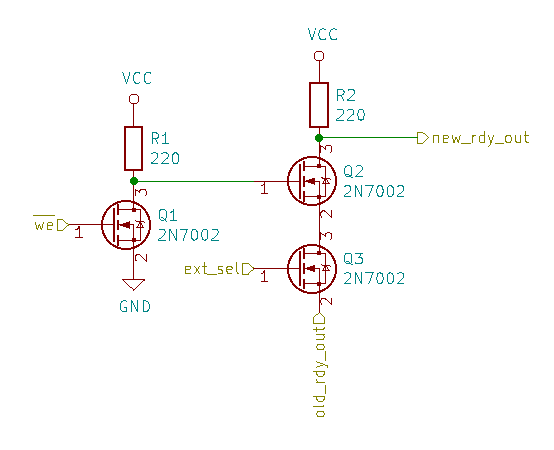 VCC
R2
220
new_rdy_out
3
Q2
2N7002
1
2
VCC
R1
220
3
Q1
2N7002
we
1
2
GND
3
Q3
2N7002
ext_sel
1
2
old_rdy_out